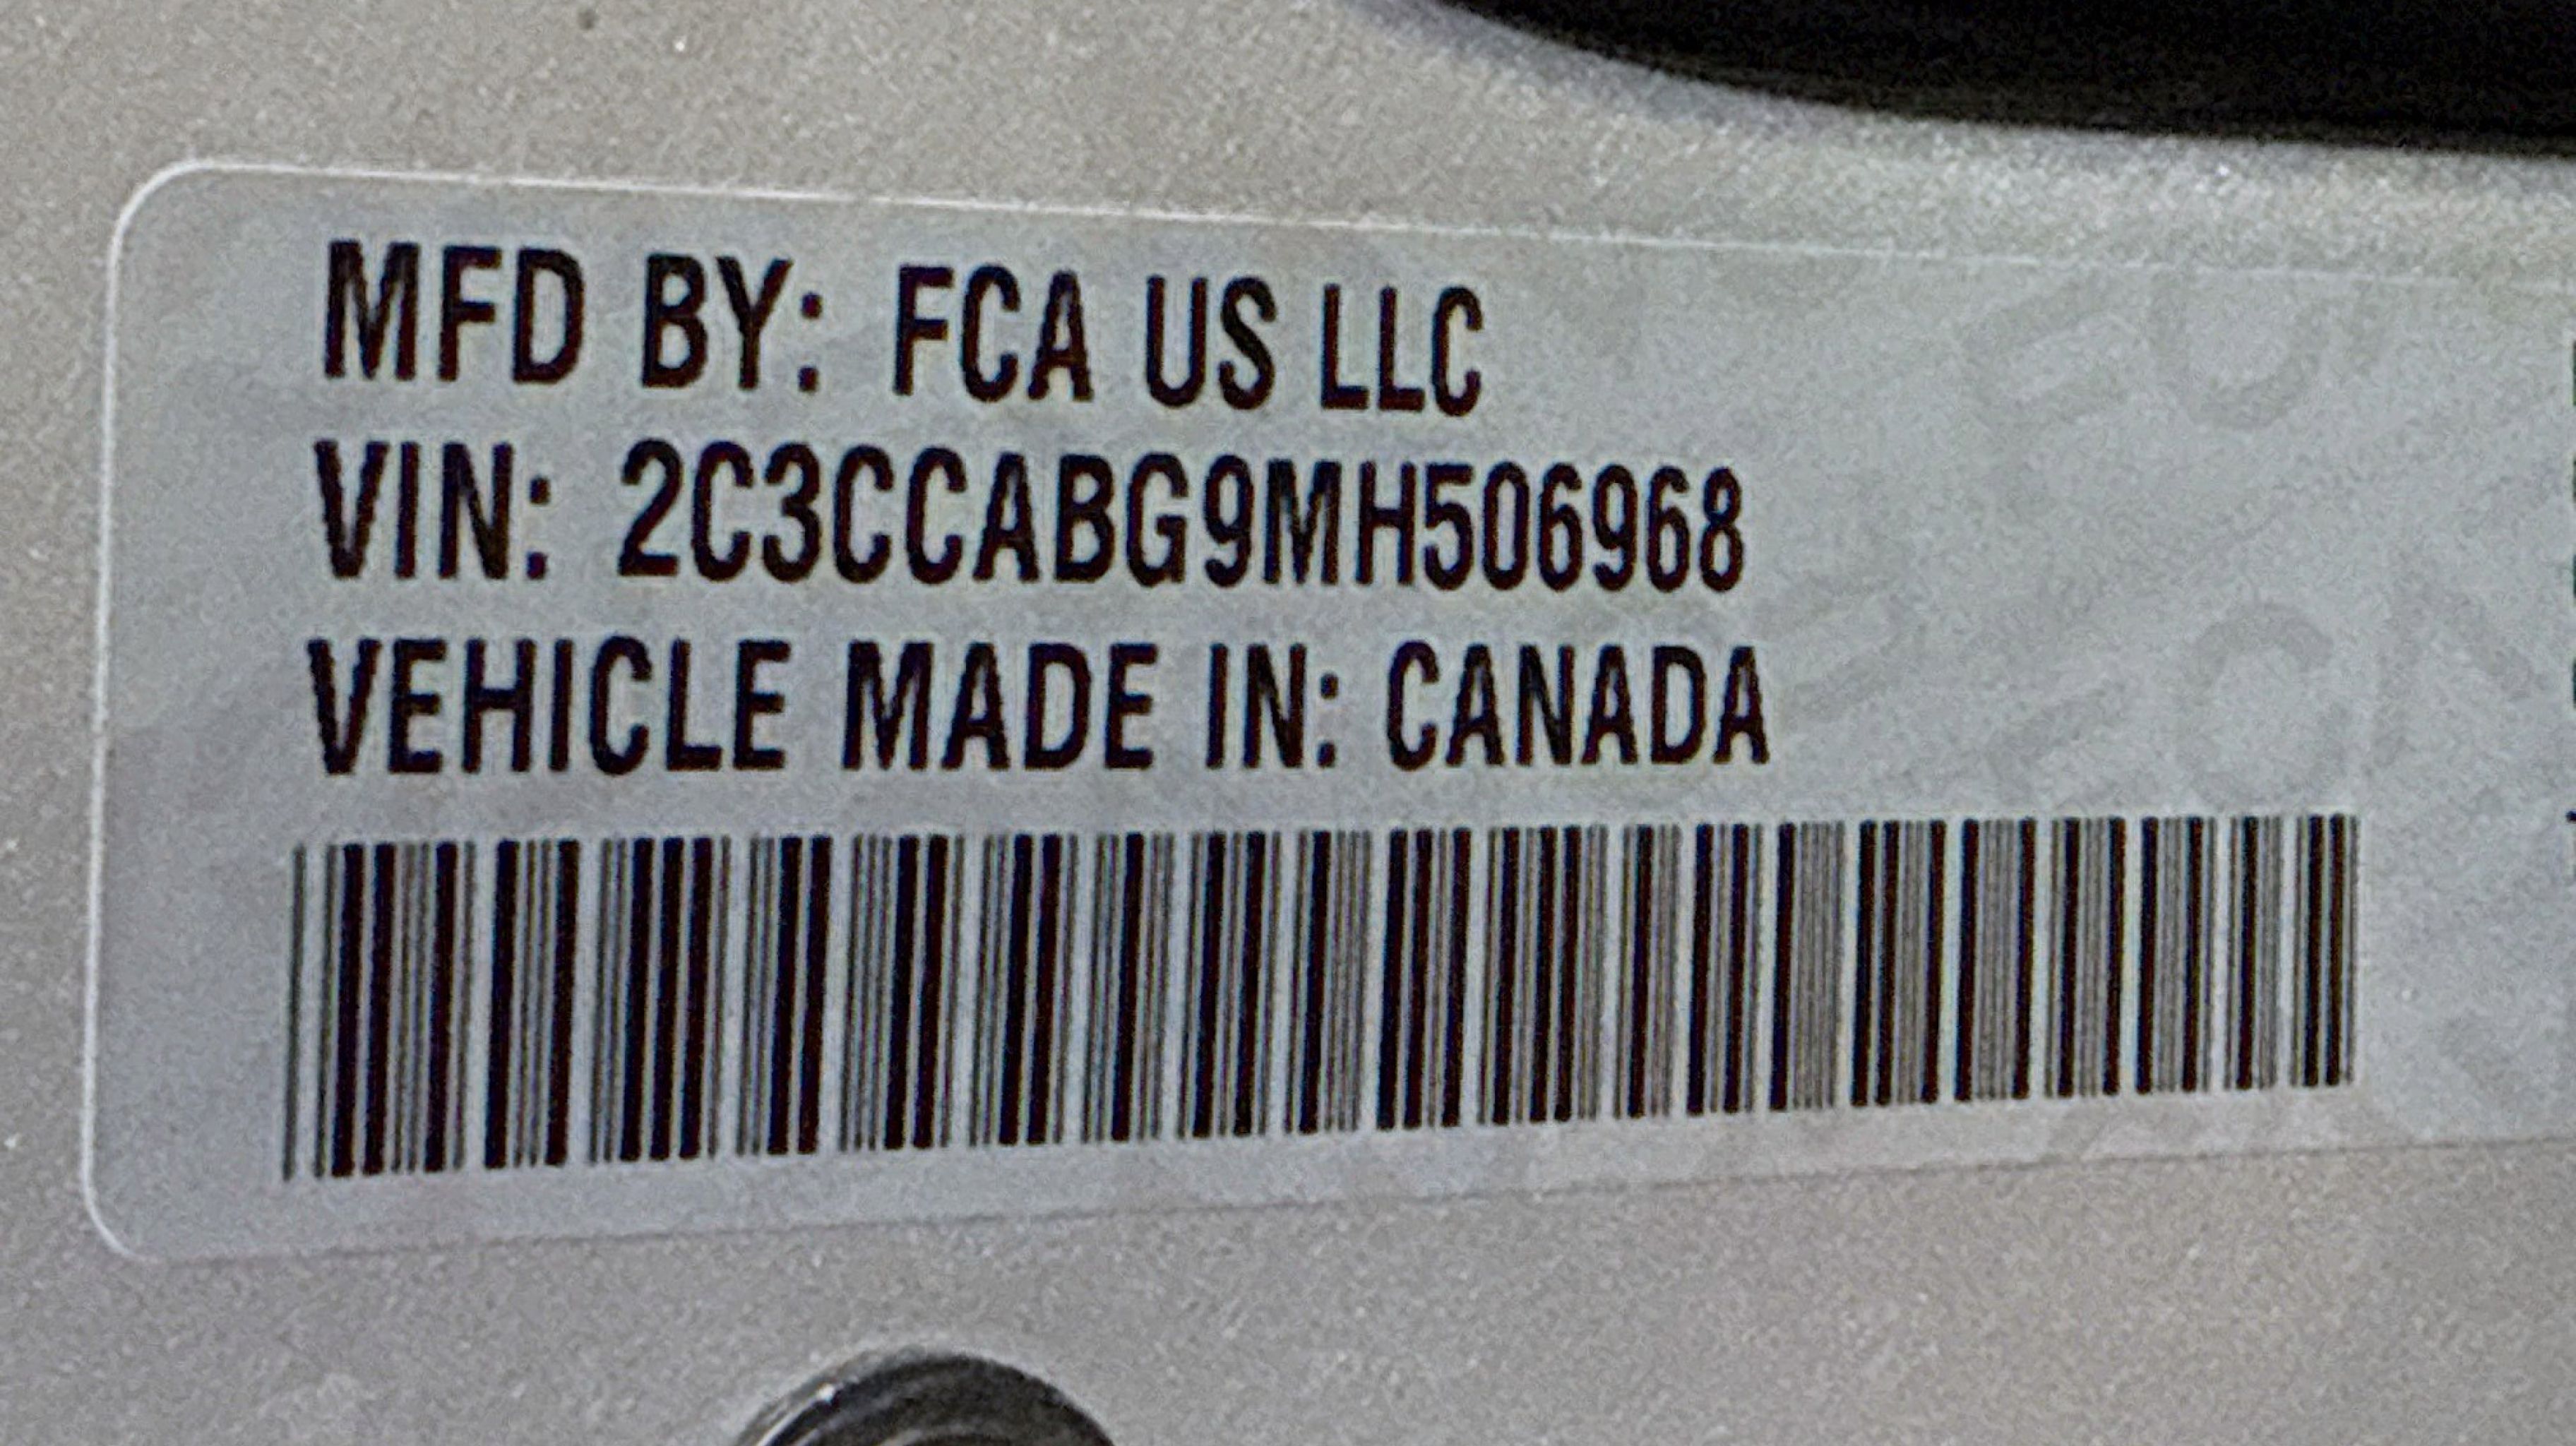 MFD BY: FCA US LLC
VIN: 2C3CCABG9MH506968
VEHICLE MADE IN: CANADA